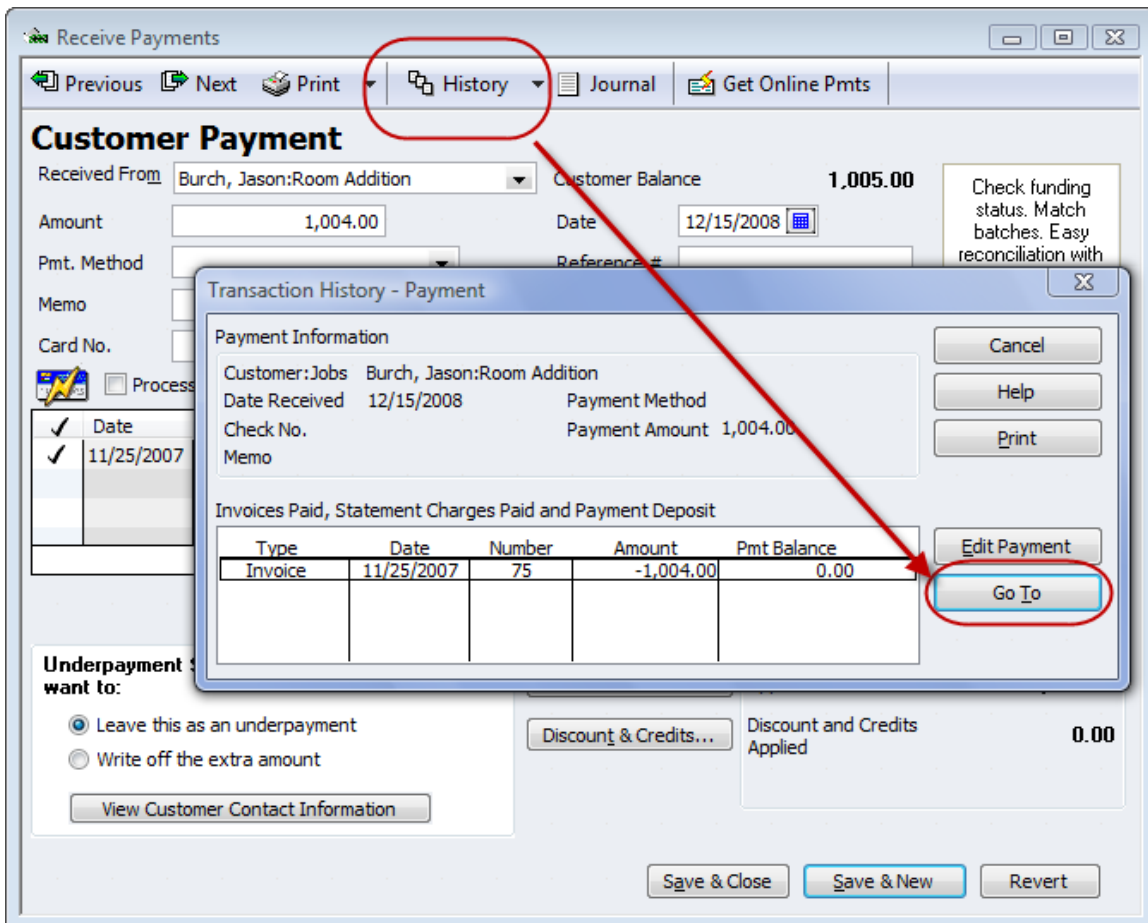 Receive Payments
Previous Next Print History Journal Get Online Pmts
Customer Payment
Received From Burch, Jason:Room Addition Customer Balance 1,005.00
Amount 1,004.00 Date 12/15/2008
Pmt. Method Reference #
Memo
Card No.
Process
Check funding
status. Match
batches. Easy
reconciliation with
✓ Date
✓ 11/25/2007
Transaction History - Payment
Payment Information
Customer:Jobs Burch, Jason:Room Addition
Date Received 12/15/2008 Payment Method
Check No. Payment Amount 1,004.00
Memo
Cancel
Help
Print
Invoices Paid, Statement Charges Paid and Payment Deposit
Type Date Number Amount Pmt Balance
Invoice 11/25/2007 75 -1,004.00 0.00
Edit Payment
Go To
Underpayment
want to:
Leave this as an underpayment
Write off the extra amount
View Customer Contact Information
Discount & Credits...
Discount and Credits
Applied 0.00
Save & Close Save & New Revert